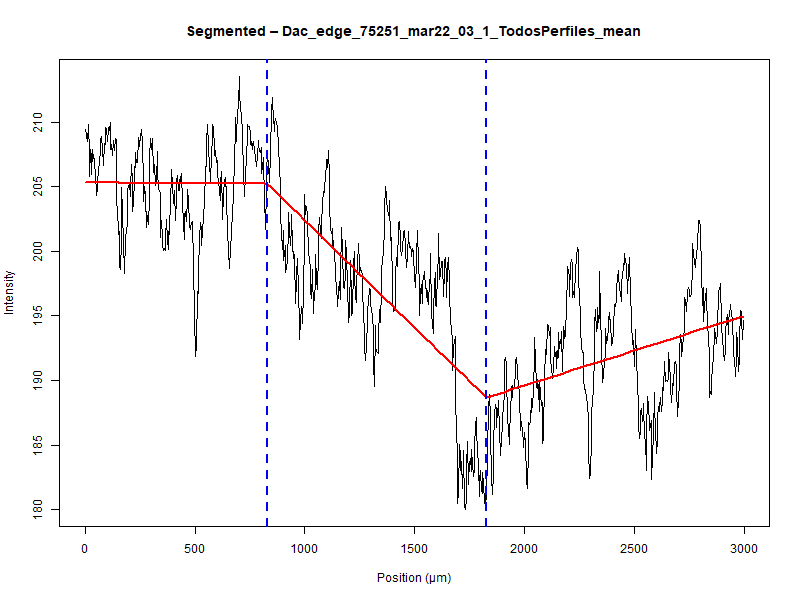 Segmented – Dac_edge_75251_mar22_03_1_TodosPerfiles_mean
Intensity
210
205
200
195
190
185
180
0 500 1000 1500 2000 2500 3000
Position (µm)